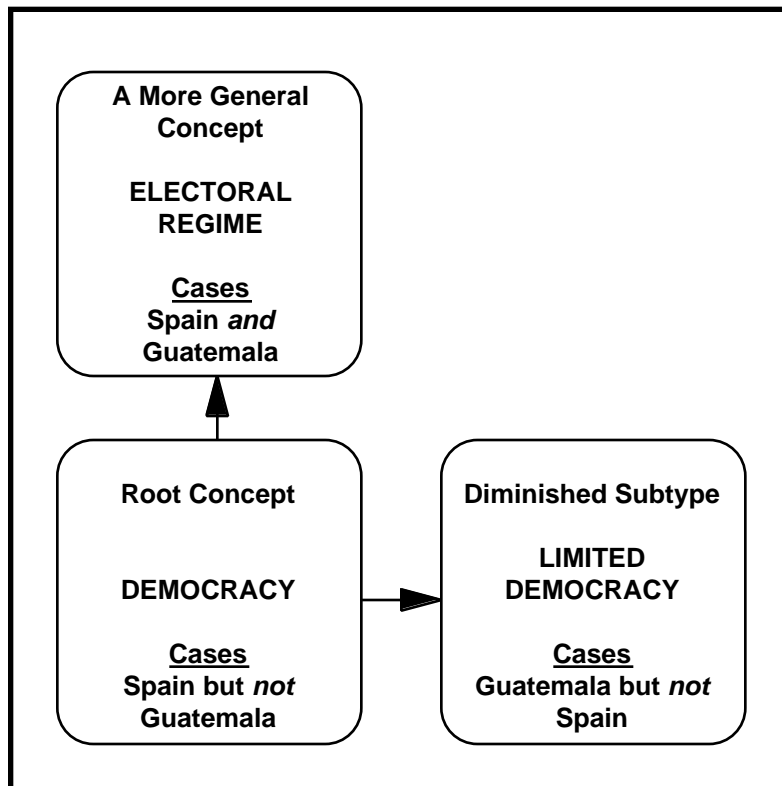 A More General
Concept
ELECTORAL
REGIME
Cases
Spain and
Guatemala
Root Concept
DEMOCRACY
Cases
Spain but not
Guatemala
Diminished Subtype
LIMITED
DEMOCRACY
Cases
Guatemala but not
Spain